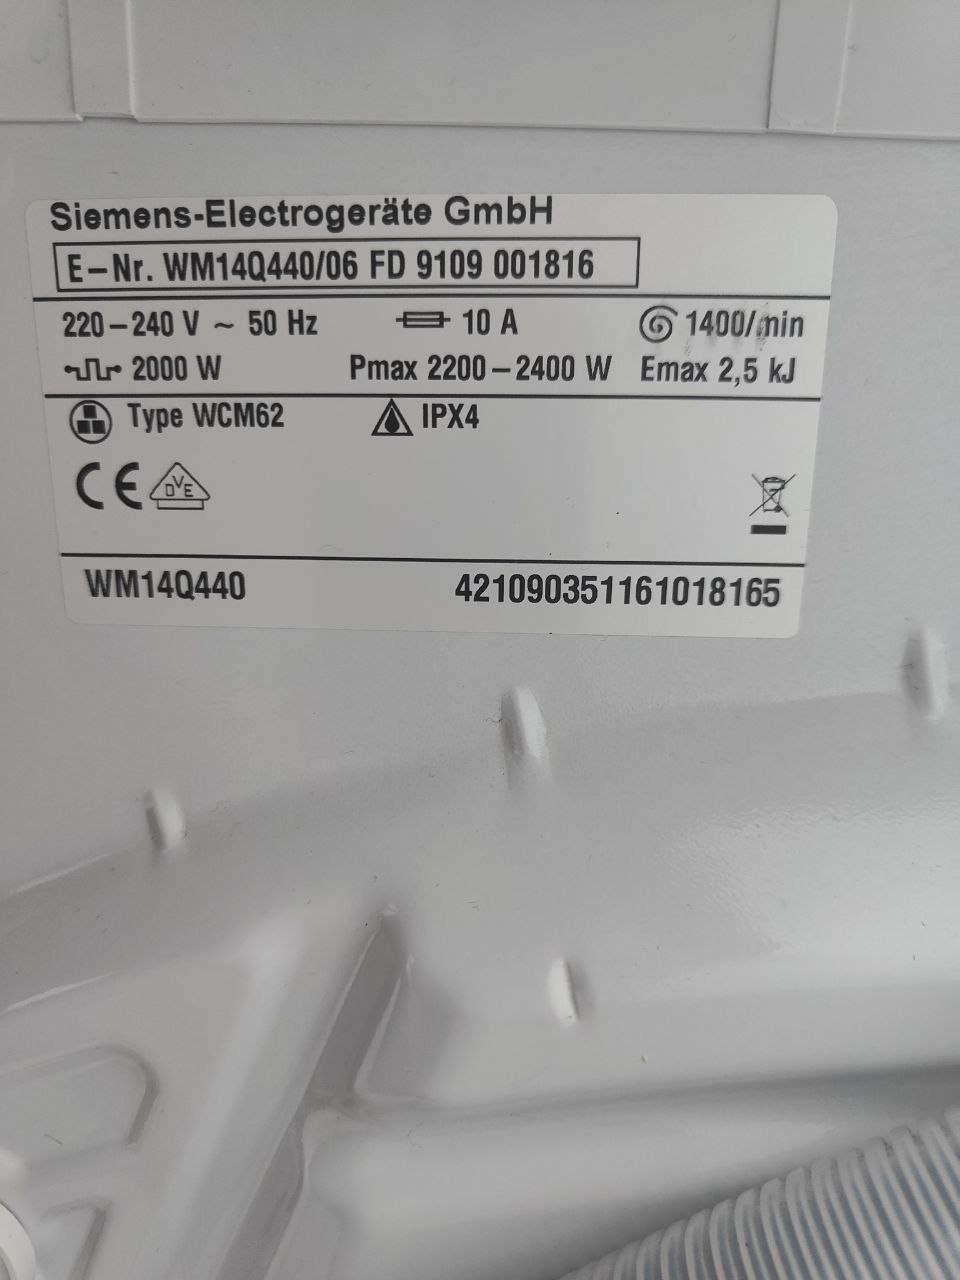 Siemens-Electrogeräte GmbH
E-Nr. WM14Q440/06 FD 9109 001816
220-240 V ~ 50 Hz 10 A 1400/min
2000 W Pmax 2200-2400 W Emax 2,5 kJ
Type WCM62 IPX4
CE DVE
WM14Q440 421090351161018165